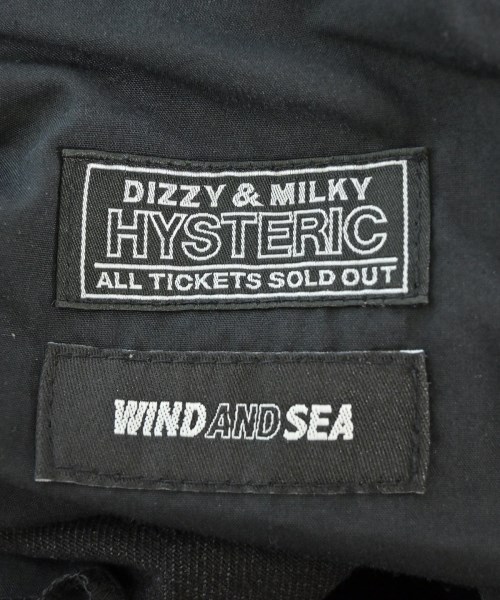 DIZZY & MILKY
HYSTERIC
ALL TICKETS SOLD OUT
WIND AND SEA